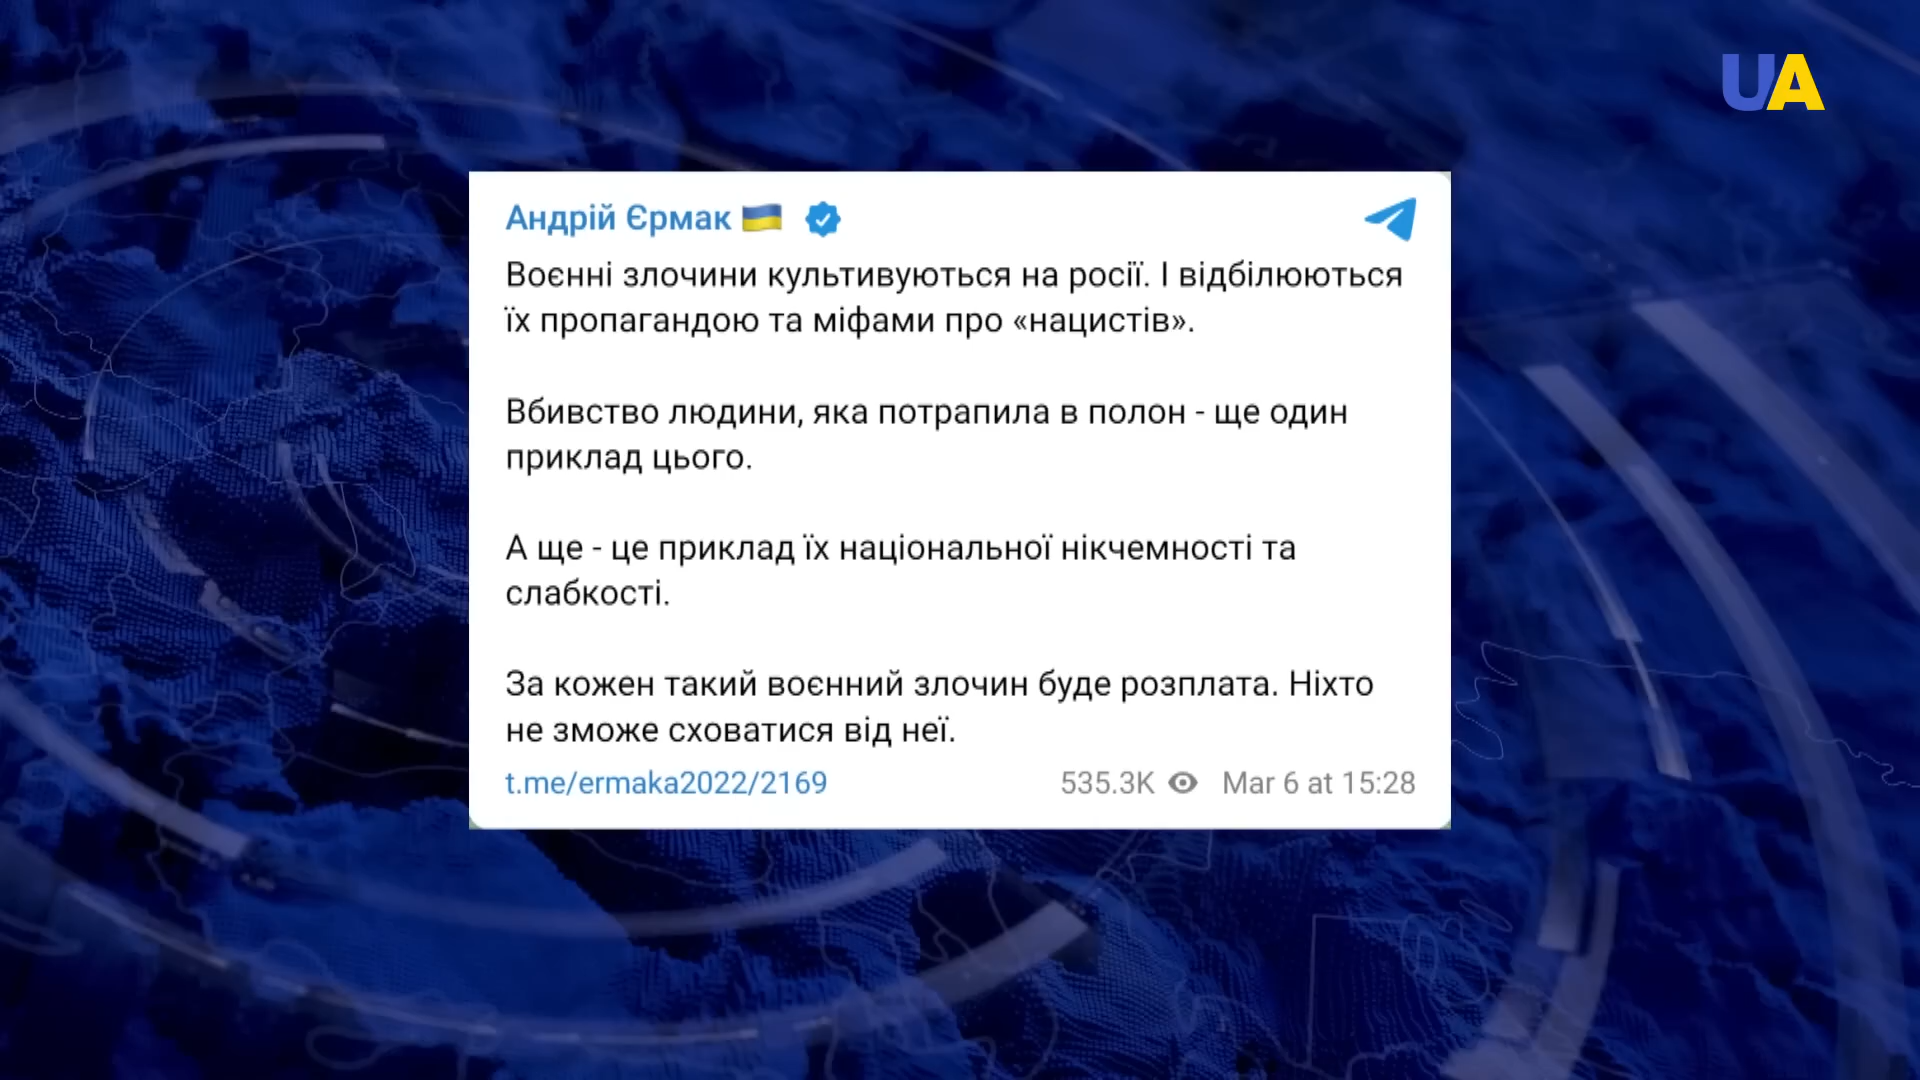 UA
Андрій Єрмак
Воєнні злочини культивуються на росії. І відбілюються
їх пропагандою та міфами про «нацистів».
Вбивство людини, яка потрапила в полон - ще один
приклад цього.
А ще - це приклад їх національної нікчемності та
слабкості.
За кожен такий воєнний злочин буде розплата. Ніхто
не зможе сховатися від неї.
t.me/ermaka2022/2169 535.3K Mar 6 at 15:28